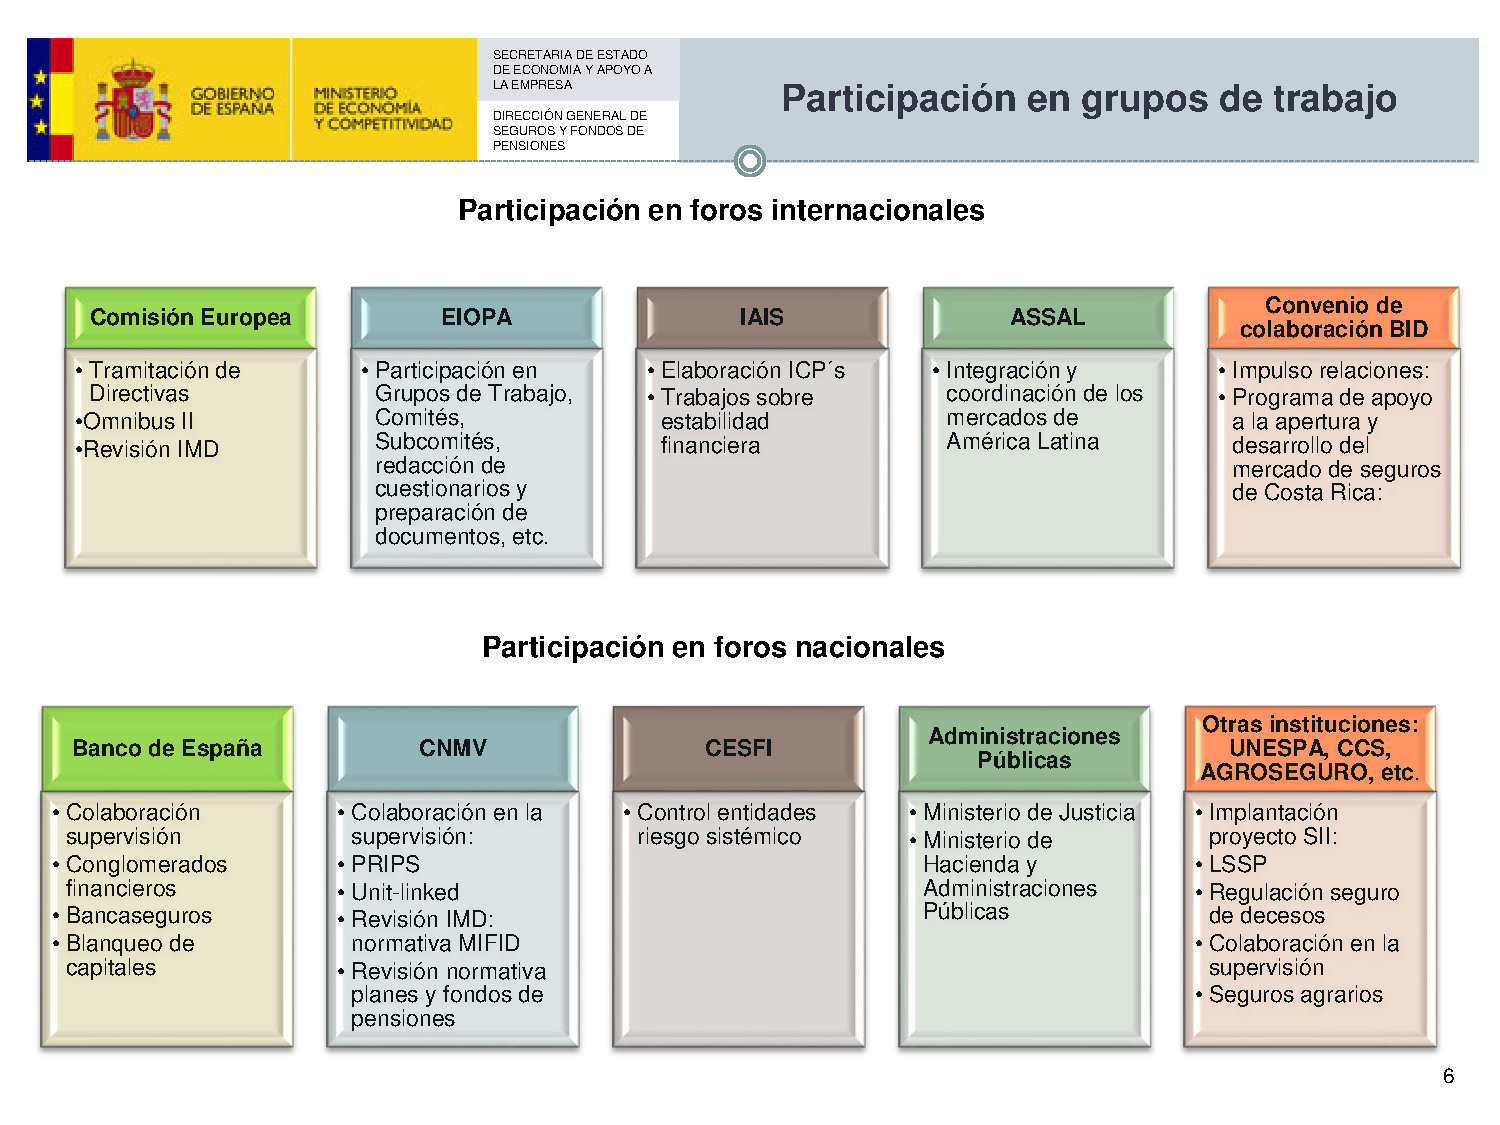 GOBIERNO
DE ESPAÑA
MINISTERIO
DE ECONOMÍA
Y COMPETITIVIDAD
SECRETARIA DE ESTADO
DE ECONOMIA Y APOYO A
LA EMPRESA
DIRECCIÓN GENERAL DE
SEGUROS Y FONDOS DE
PENSIONES
Participación en grupos de trabajo
Participación en foros internacionales
Comisión Europea
• Tramitación de
Directivas
•Omnibus II
•Revisión IMD
EIOPA
• Participación en
Grupos de Trabajo,
Comités,
Subcomités,
redacción de
cuestionarios y
preparación de
documentos, etc.
IAIS
• Elaboración ICP´s
• Trabajos sobre
estabilidad
financiera
ASSAL
• Integración y
coordinación de los
mercados de
América Latina
Convenio de
colaboración BID
• Impulso relaciones:
• Programa de apoyo
a la apertura y
desarrollo del
mercado de seguros
de Costa Rica:
Participación en foros nacionales
Banco de España
• Colaboración
supervisión
• Conglomerados
financieros
• Bancaseguros
• Blanqueo de
capitales
CNMV
• Colaboración en la
supervisión:
• PRIPS
• Unit-linked
• Revisión IMD:
normativa MIFID
• Revisión normativa
planes y fondos de
pensiones
CESFI
• Control entidades
riesgo sistémico
Administraciones
Públicas
• Ministerio de Justicia
• Ministerio de
Hacienda y
Administraciones
Públicas
Otras instituciones:
UNESPA, CCS,
AGROSEGURO, etc.
• Implantación
proyecto SII:
• LSSP
• Regulación seguro
de decesos
• Colaboración en la
supervisión
• Seguros agrarios
6